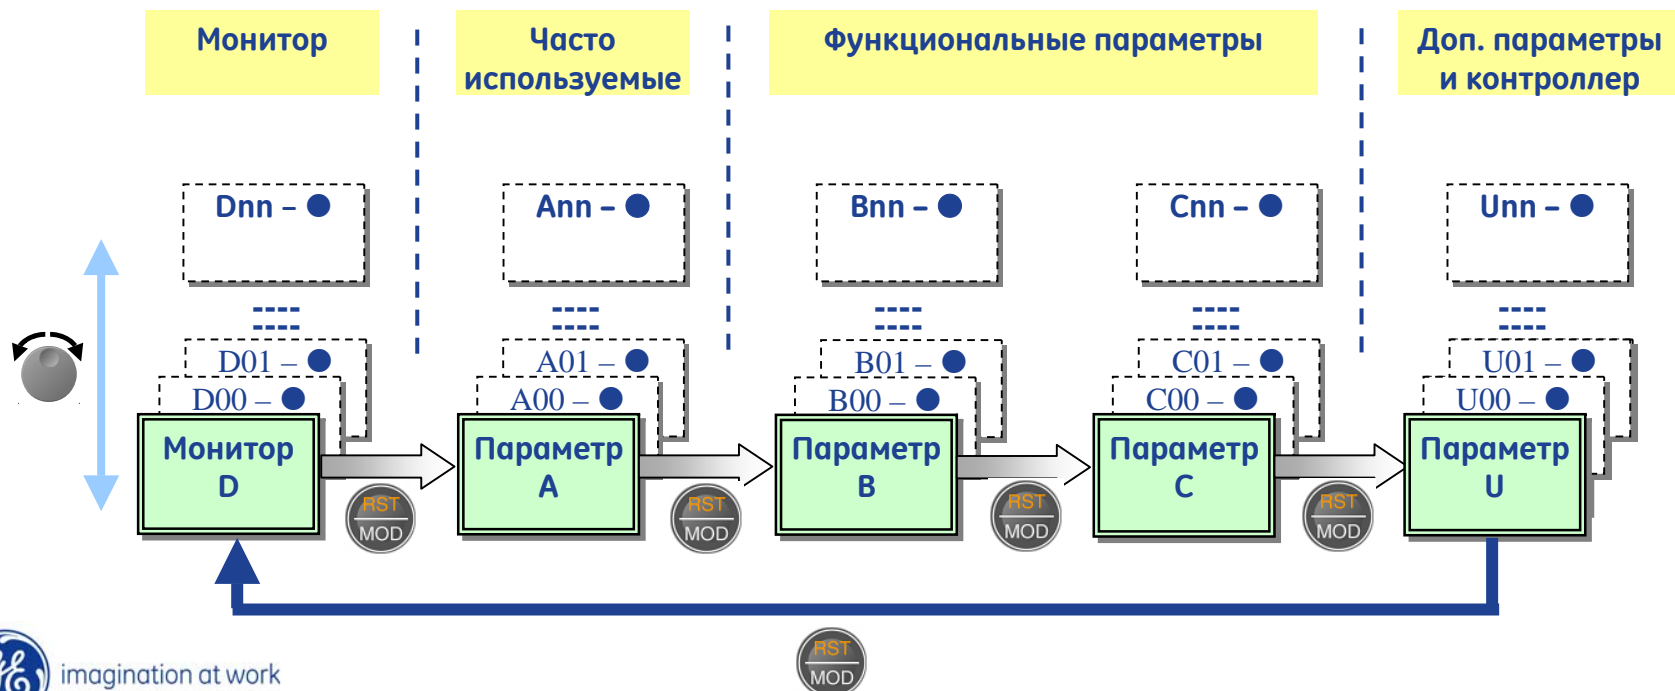 Монитор
Часто
используемые
Функциональные параметры
Доп. параметры
и контроллер
Dnn – ●
Ann – ●
Bnn – ●
Cnn – ●
Unn – ●
D01 – ●
A01 – ●
B01 – ●
C01 – ●
U01 – ●
D00 – ●
A00 – ●
B00 – ●
C00 – ●
U00 – ●
Монитор
D
Параметр
A
Параметр
B
Параметр
C
Параметр
U
RST
MOD
RST
MOD
RST
MOD
RST
MOD
RST
MOD
GE
imagination at work